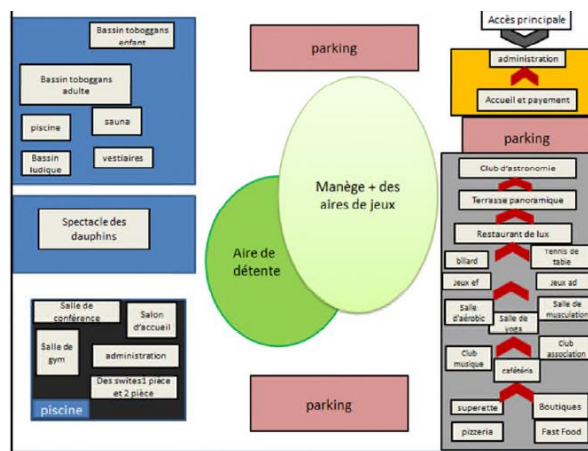 Bassin toboggans
enfant
Bassin toboggans
adulte
piscine
sauna
Bassin
ludique
vestiaires
Spectacle des
dauphins
Salle de
conférence
Salon
d'accueil
Salle de
gym
administration
Des swites1 pièce
et 2 pièce
piscine
parking
Manège + des
aires de jeux
Aire de
détente
parking
Accès principale
administration
Accueil et payement
parking
Club d'astronomie
Terrasse panoramique
Restaurant de lux
bilard
Tennis de
table
Jeux ef
Jeux ad
Salle
d'aérobic
Salle de
yoga
Salle de
musculation
Club
musique
Club
association
cafétéria
superette
Boutiques
pizzeria
Fast Food